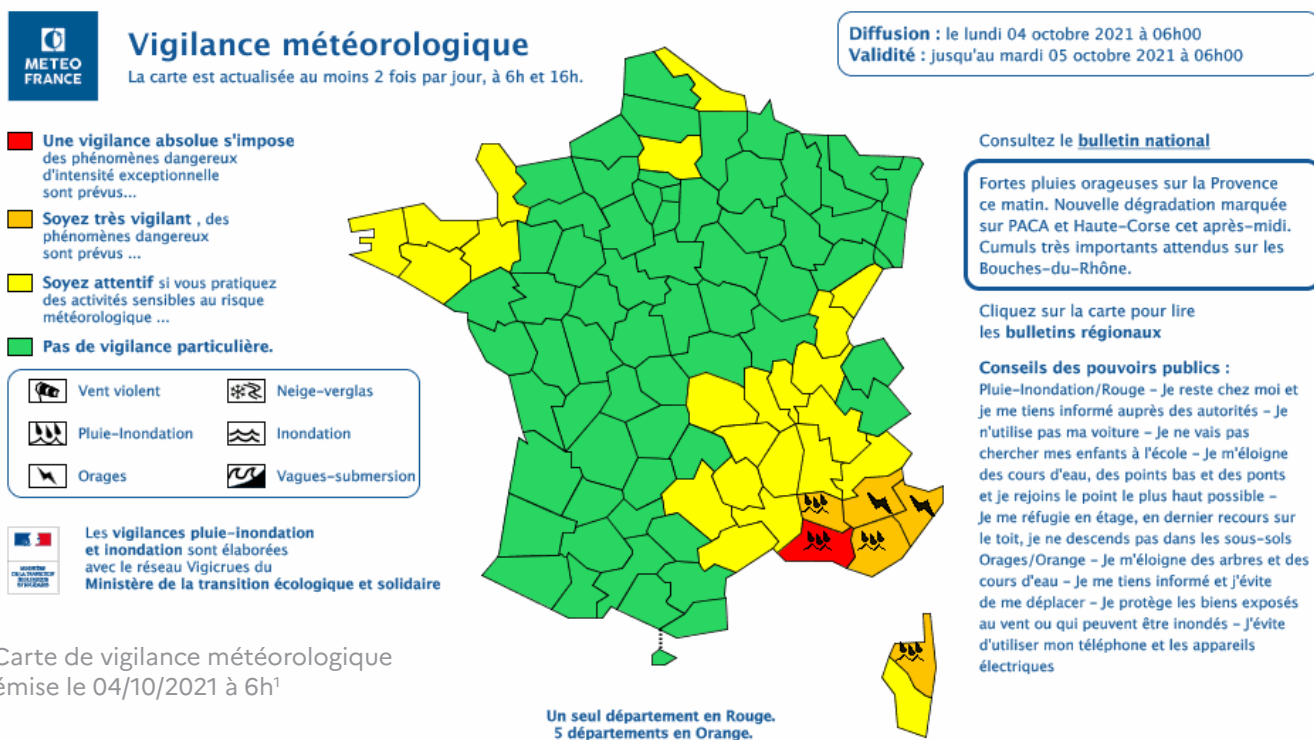 METEO
FRANCE
Vigilance météorologique
La carte est actualisée au moins 2 fois par jour, à 6h et 16h.
Diffusion : le lundi 04 octobre 2021 à 06h00
Validité : jusqu'au mardi 05 octobre 2021 à 06h00
Une vigilance absolue s'impose
des phénomènes dangereux
d'intensité exceptionnelle
sont prévus...
Soyez très vigilant , des
phénomènes dangereux
sont prévus ...
Soyez attentif si vous pratiquez
des activités sensibles au risque
météorologique ...
Pas de vigilance particulière.
Vent violent
Neige-verglas
Pluie-Inondation
Inondation
Orages
Vagues-submersion
Les vigilances pluie-inondation
et inondation sont élaborées
avec le réseau Vigicrues du
Ministère de la transition écologique et solidaire
Carte de vigilance météorologique
émise le 04/10/2021 à 6h¹
Consultez le bulletin national
Fortes pluies orageuses sur la Provence
ce matin. Nouvelle dégradation marquée
sur PACA et Haute-Corse cet après-midi.
Cumuls très importants attendus sur les
Bouches-du-Rhône.
Cliquez sur la carte pour lire
les bulletins régionaux
Conseils des pouvoirs publics :
Pluie-Inondation/Rouge – Je reste chez moi et
je me tiens informé auprès des autorités – Je
n'utilise pas ma voiture – Je ne vais pas
chercher mes enfants à l'école – Je m'éloigne
des cours d'eau, des points bas et des ponts
et je rejoins le point le plus haut possible –
Je me réfugie en étage, en dernier recours sur
le toit, je ne descends pas dans les sous-sols
Orages/Orange – Je m'éloigne des arbres et des
cours d'eau – Je me tiens informé et j'évite
de me déplacer – Je protège les biens exposés
au vent ou qui peuvent être inondés – J'évite
d'utiliser mon téléphone et les appareils
électriques
Un seul département en Rouge.
5 départements en Orange.